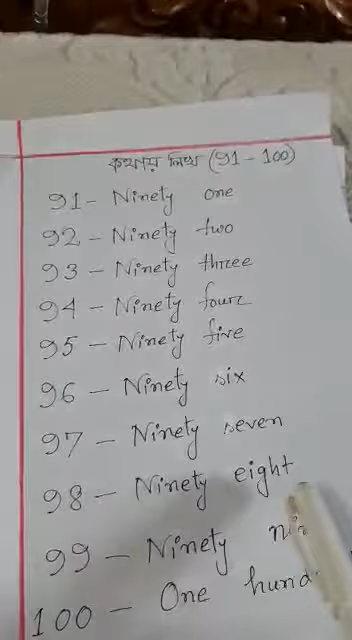 কথায় লিখ (91 - 100)
91 - Ninety one
92 - Ninety two
93 - Ninety three
94 - Ninety four
95 - Ninety five
96 - Ninety six
97 - Ninety seven
98 - Ninety eight
99 - Ninety
100 - One